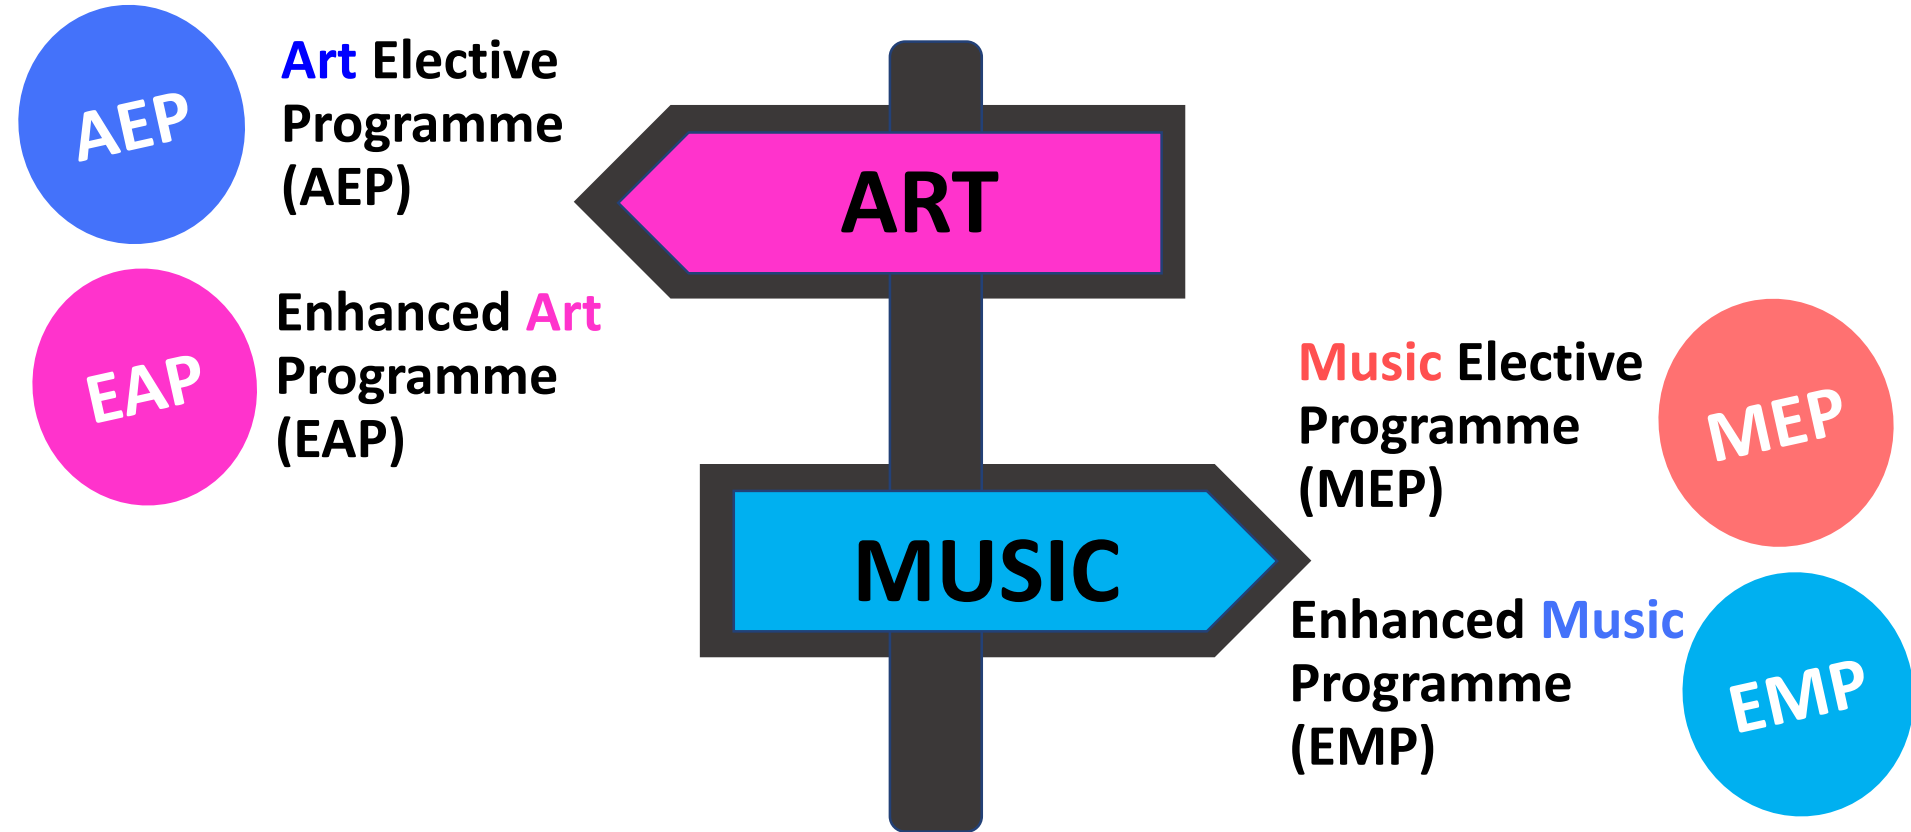 AEP
Art Elective
Programme
(AEP)
EAP
Enhanced Art
Programme
(EAP)
ART
MUSIC
Music Elective
Programme
(MEP)
MEP
Enhanced Music
Programme
(EMP)
EMP